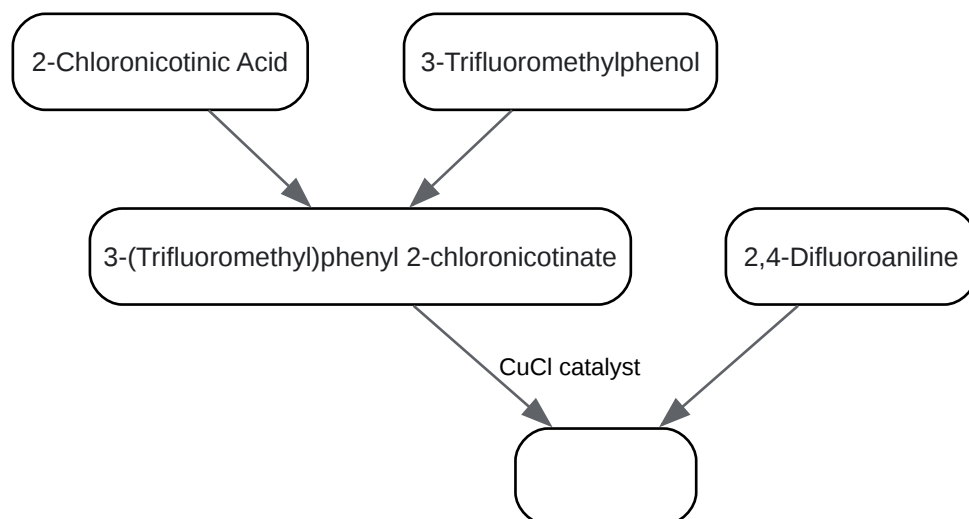 2-Chloronicotinic Acid
3-Trifluoromethylphenol
3-(Trifluoromethyl)phenyl 2-chloronicotinate
2,4-Difluoroaniline
CuCl catalyst